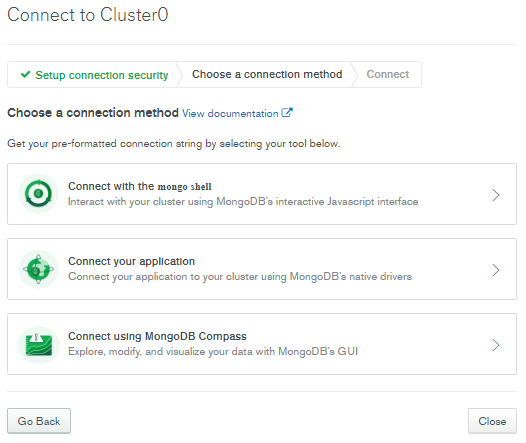 Connect to Cluster0
Setup connection security
Choose a connection method
Connect
Choose a connection method View documentation
Get your pre-formatted connection string by selecting your tool below.
Connect with the mongo shell
Interact with your cluster using MongoDB's interactive Javascript interface
Connect your application
Connect your application to your cluster using MongoDB's native drivers
Connect using MongoDB Compass
Explore, modify, and visualize your data with MongoDB's GUI
Go Back
Close